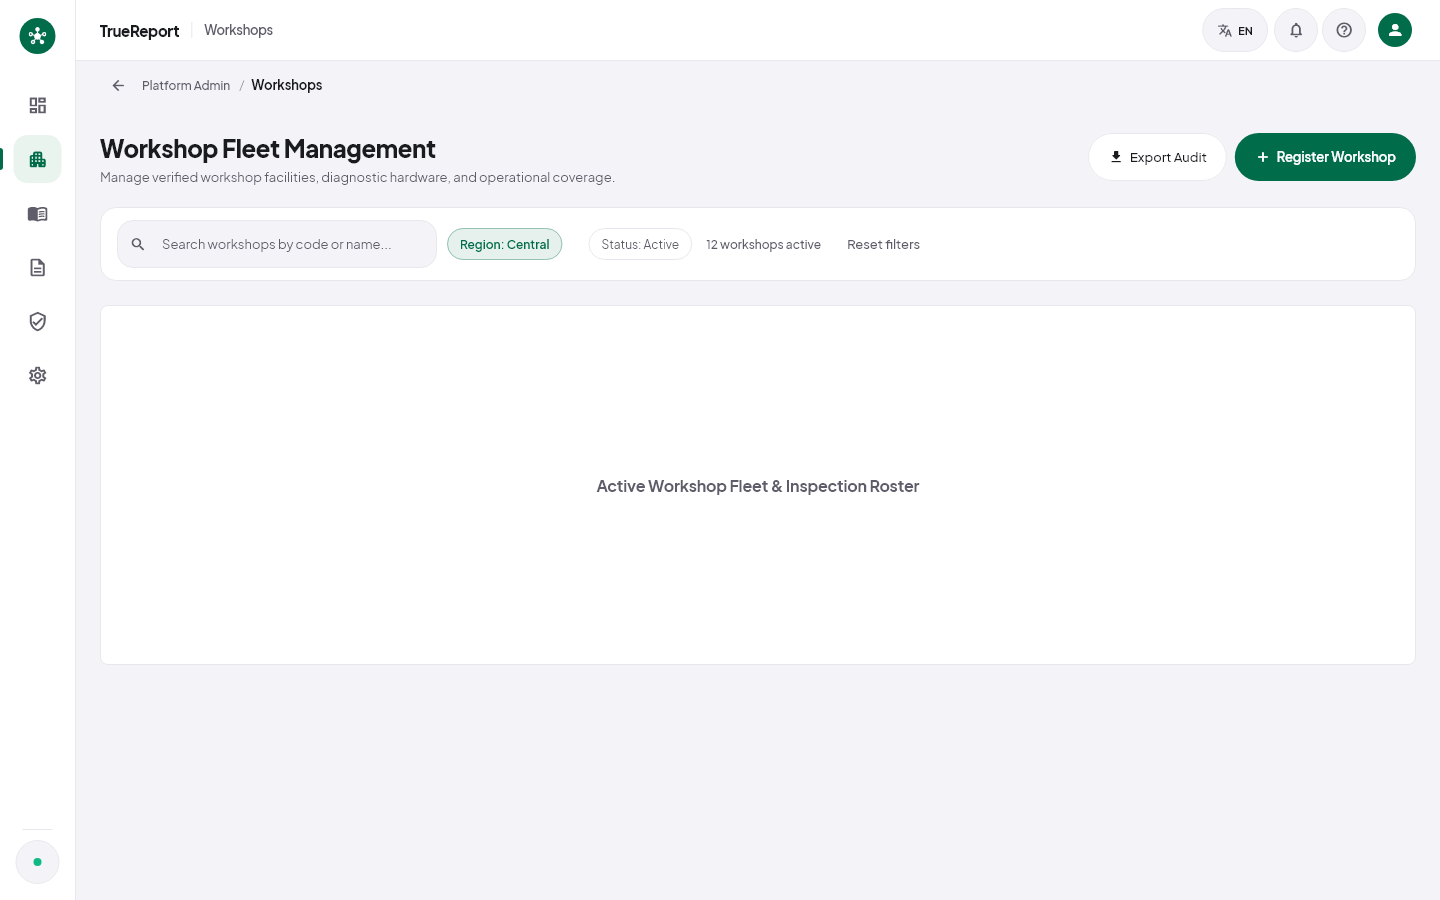 TrueReport
Workshops
EN
Platform Admin / Workshops
Workshop Fleet Management
Manage verified workshop facilities, diagnostic hardware, and operational coverage.
Export Audit
Register Workshop
Search workshops by code or name...
Region: Central
Status: Active
12 workshops active
Reset filters
Active Workshop Fleet & Inspection Roster